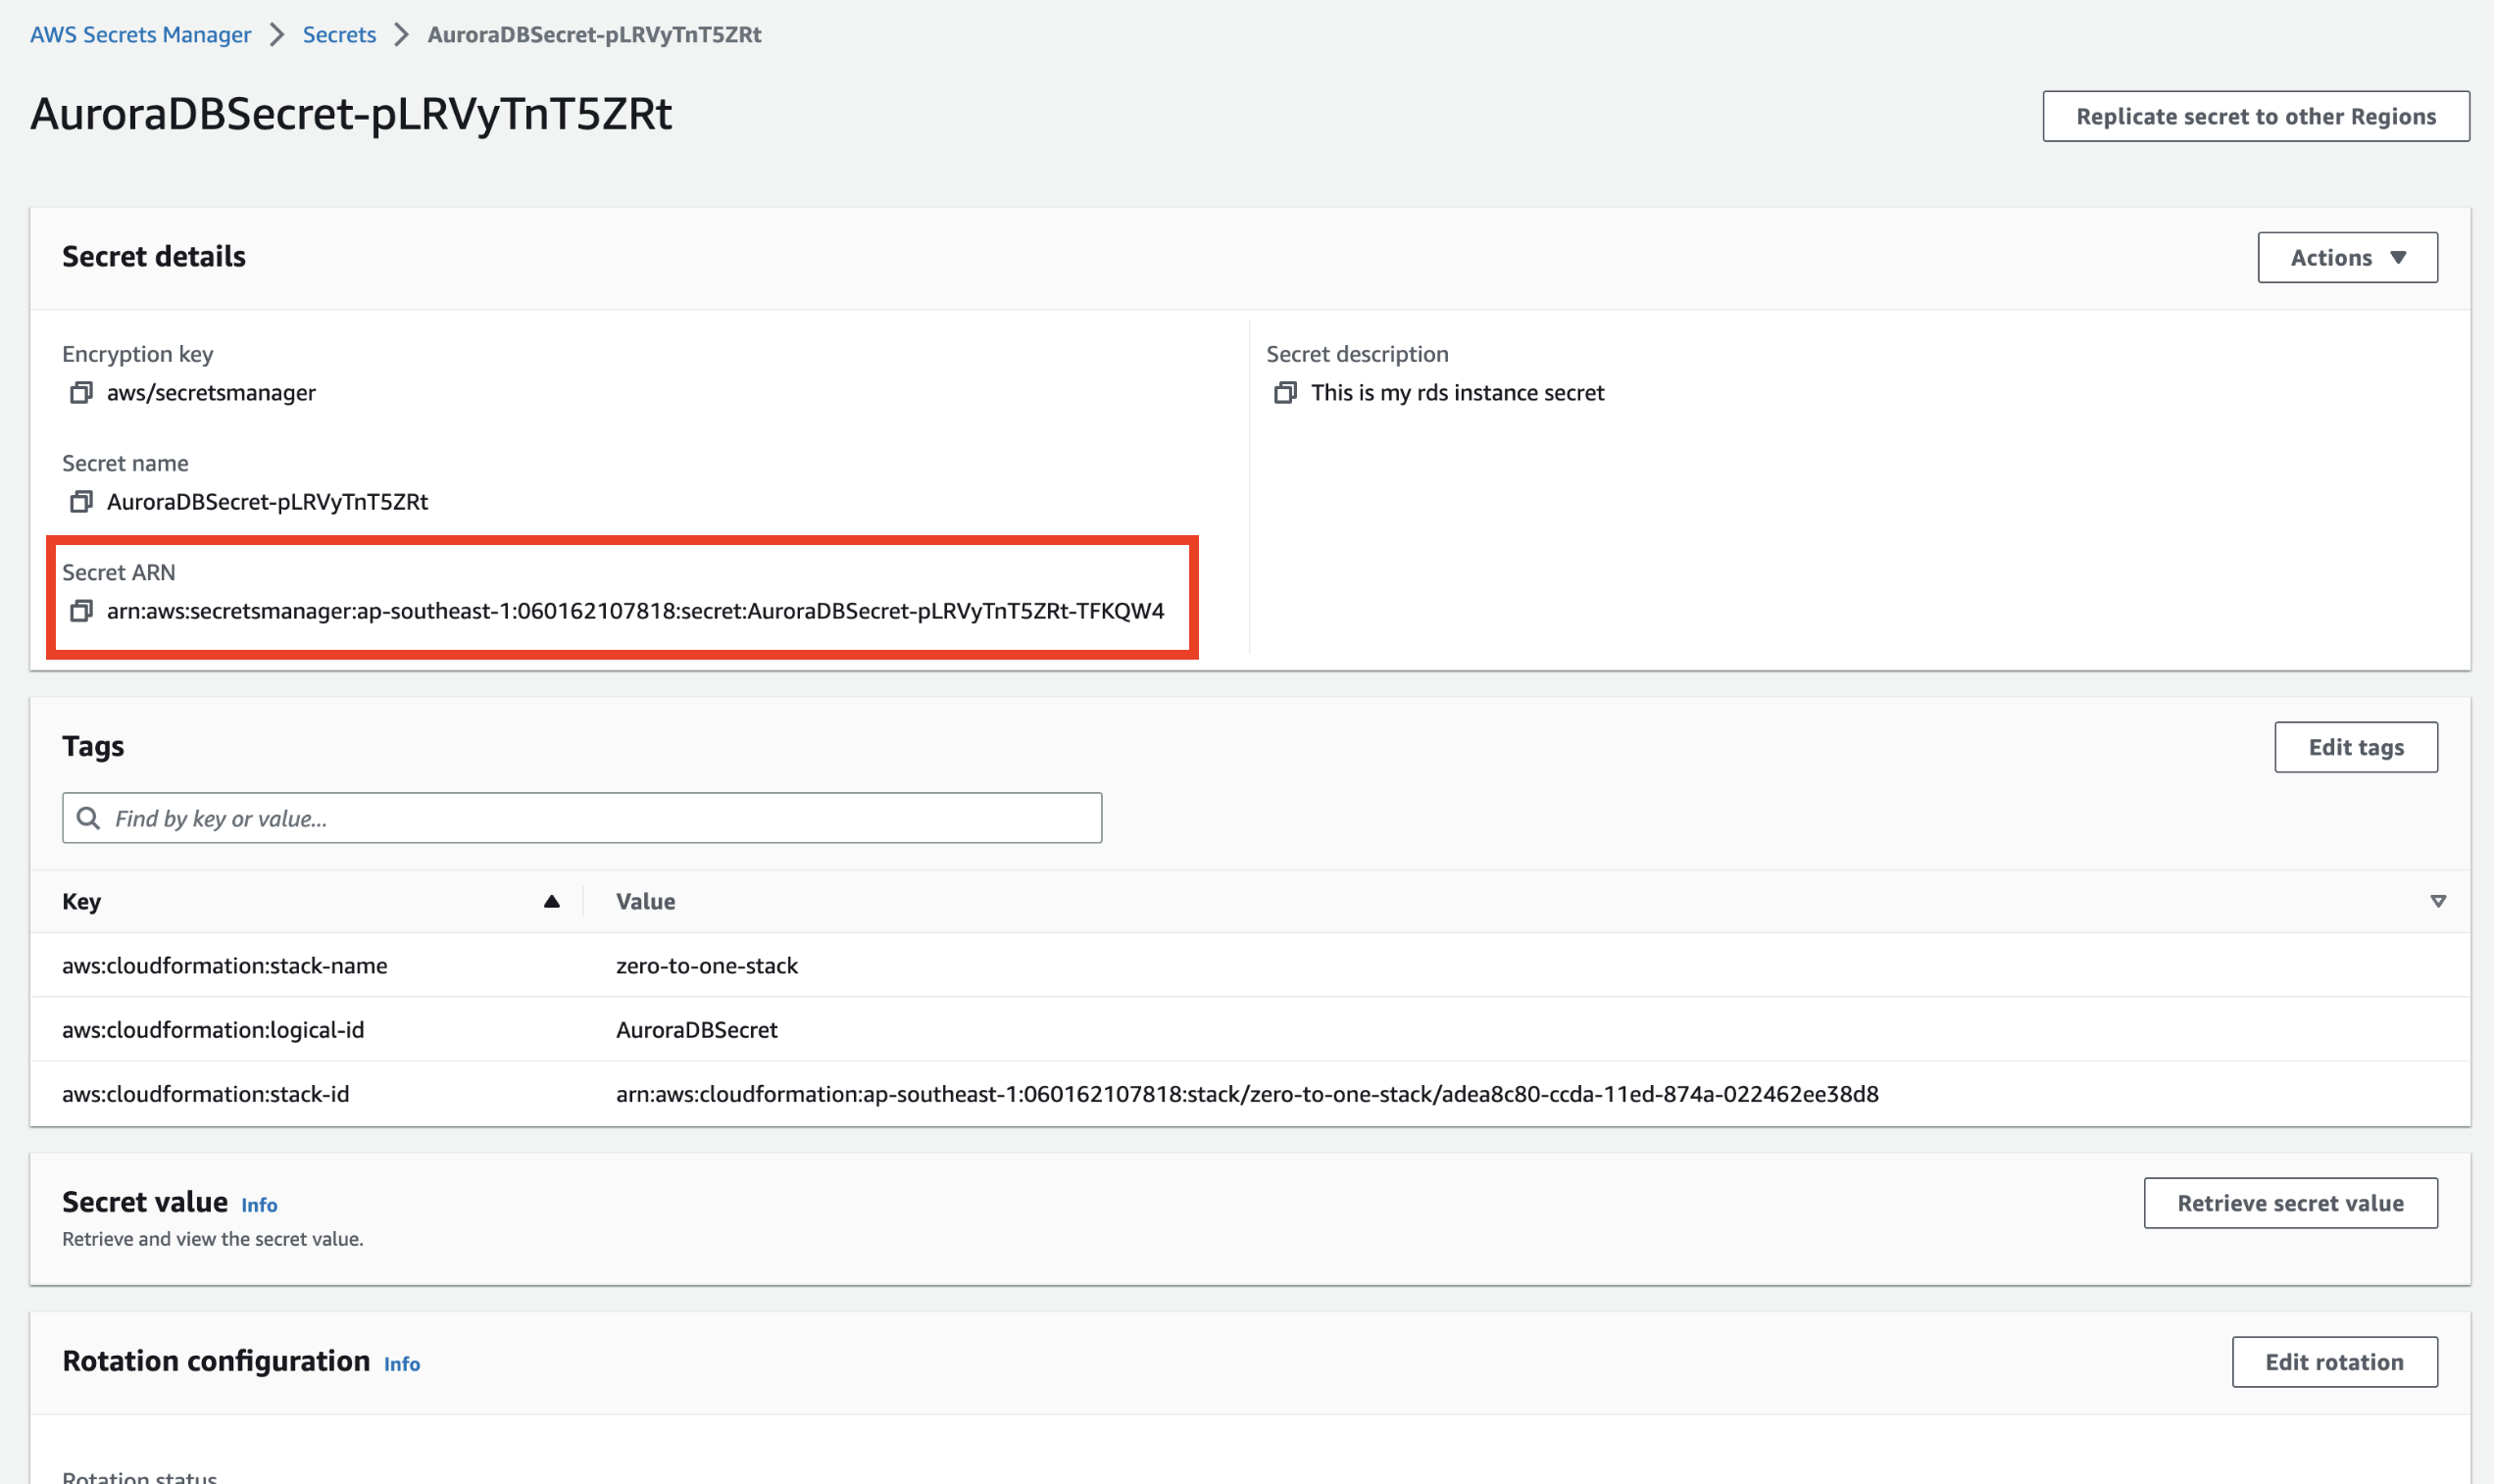 AWS Secrets Manager > Secrets > AuroraDBSecret-pLRVyTnT5ZRt
AuroraDBSecret-pLRVyTnT5ZRt
Replicate secret to other Regions
Secret details
Actions
Encryption key
aws/secretsmanager
Secret description
This is my rds instance secret
Secret name
AuroraDBSecret-pLRVyTnT5ZRt
Secret ARN
arn:aws:secretsmanager:ap-southeast-1:060162107818:secret:AuroraDBSecret-pLRVyTnT5ZRt-TFKQW4
Tags
Edit tags
Find by key or value...
Key Value
aws:cloudformation:stack-name zero-to-one-stack
aws:cloudformation:logical-id AuroraDBSecret
aws:cloudformation:stack-id arn:aws:cloudformation:ap-southeast-1:060162107818:stack/zero-to-one-stack/adea8c80-ccda-11ed-874a-022462ee38d8
Secret value Info
Retrieve secret value
Retrieve and view the secret value.
Rotation configuration Info
Edit rotation
Rotation status